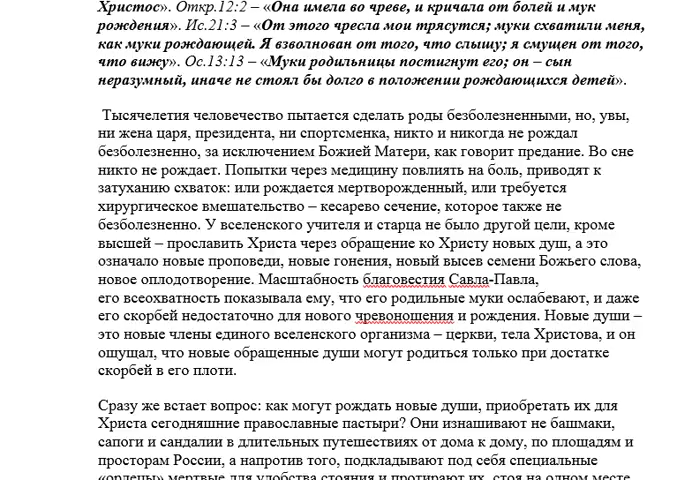 Христос». Откр.12:2 – «Она имела во чреве, и кричала от болей и мук
рождения». Ис.21:3 – «От этого чресла мои трясутся; муки схватили меня,
как муки рождающей. Я взволнован от того, что слышу; я смущен от того,
что вижу». Ос.13:13 – «Муки родильницы постигнут его; он – сын
неразумный, иначе не стоял бы долго в положении рождающихся детей».
Тысячелетия человечество пытается сделать роды безболезненными, но, увы,
ни жена царя, президента, ни спортсменка, никто и никогда не рождал
безболезненно, за исключением Божией Матери, как говорит предание. Во сне
никто не рождает. Попытки через медицину повлиять на боль, приводят к
затуханию схваток: или рождается мертворожденный, или требуется
хирургическое вмешательство – кесарево сечение, которое также не
безболезненно. У вселенского учителя и старца не было другой цели, кроме
высшей – прославить Христа через обращение ко Христу новых душ, а это
означало новые проповеди, новые гонения, новый высев семени Божьего слова,
новое оплодотворение. Масштабность благовестия Савла-Павла,
его всеохватность показывала ему, что его родильные муки ослабевают, и даже
его скорбей недостаточно для нового чревоношения и рождения. Новые души –
это новые члены единого вселенского организма – церкви, тела Христова, и он
ощущал, что новые обращенные души могут родиться только при достатке
скорбей в его плоти.
Сразу же встает вопрос: как могут рождать новые души, приобретать их для
Христа сегодняшние православные пастыри? Они изнашивают не башмаки,
сапоги и сандалии в длительных путешествиях от дома к дому, по площадям и
просторам России, а напротив того, подкладывают под себя специальные
«орлецы» мертвые для удобства стояния и протирают их, стоя на одном месте